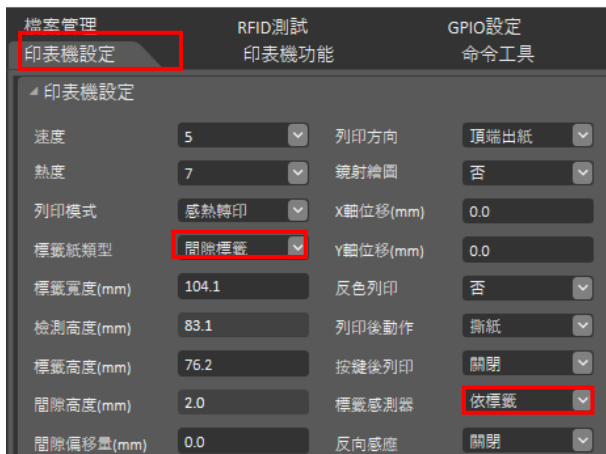 檔案管理 RFID測試 GPIO設定
印表機設定 印表機功能 命令工具
印表機設定
速度 5 列印方向 頂端出紙
熱度 7 鏡射繪圖 否
列印模式 感熱轉印 X軸位移(mm) 0.0
標籤紙類型 間隙標籤 Y軸位移(mm) 0.0
標籤寬度(mm) 104.1 反色列印 否
檢測高度(mm) 83.1 列印後動作 撕紙
標籤高度(mm) 76.2 按鍵後列印 關閉
間隙高度(mm) 2.0 標籤感測器 依標籤
間隙偏移量(mm) 0.0 反向感應 關閉